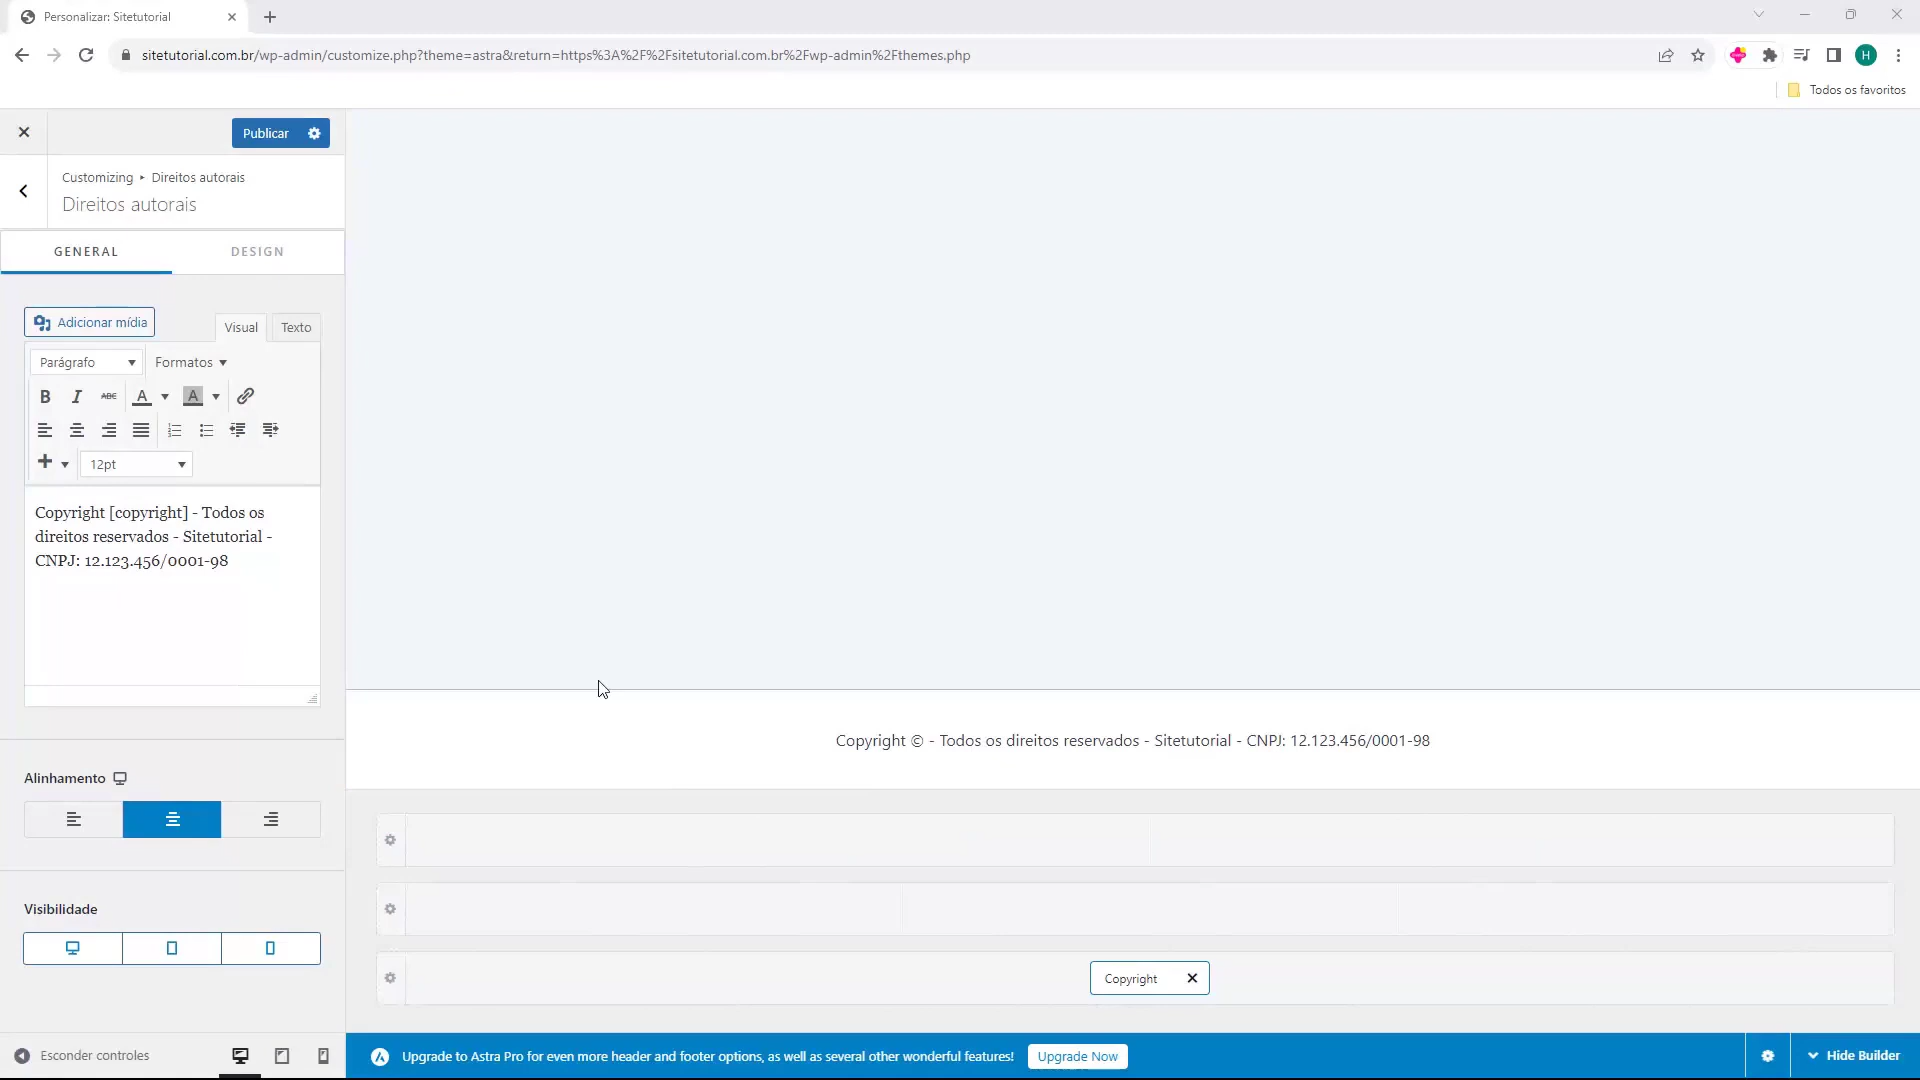 Personalizar: Sitetutorial
sitetutorial.com.br/wp-admin/customize.php?theme=astra&return=https%3A%2F%2Fsitetutorial.com.br%2Fwp-admin%2Fthemes.php
H
Todos os favoritos
Publicar
Customizing ▸ Direitos autorais
Direitos autorais
GENERAL DESIGN
Adicionar mídia
Visual Texto
Parágrafo Formatos
B I ABC A A
12pt
Copyright [copyright] - Todos os
direitos reservados - Sitetutorial -
CNPJ: 12.123.456/0001-98
Copyright © - Todos os direitos reservados - Sitetutorial - CNPJ: 12.123.456/0001-98
Alinhamento
Visibilidade
Copyright
Esconder controles
Upgrade to Astra Pro for even more header and footer options, as well as several other wonderful features! Upgrade Now
Hide Builder